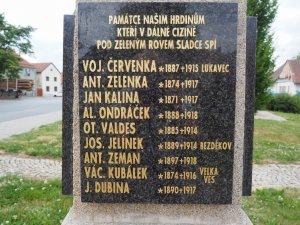 PAMÁTCE NAŠIM HRDINŮM
KTEŘÍ V DÁLNÉ CIZINĚ
POD ZELENÝM ROVEM SLADCE SPÍ
VOJ. ČERVENKA *1887+1915 LUKAVEC
ANT. ZELENKA *1874+1917
JAN KALINA *1871+1917
AL. ONDRÁČEK *1888+1918
OT. VALDES *1885+1914
JOS. JELÍNEK *1889+1914 BEZDĚKOV
ANT. ZEMAN *1897+1918
VÁC. KUBÁLEK *1874+1916 VELKÁ VES
J. DUBINA *1890+1917